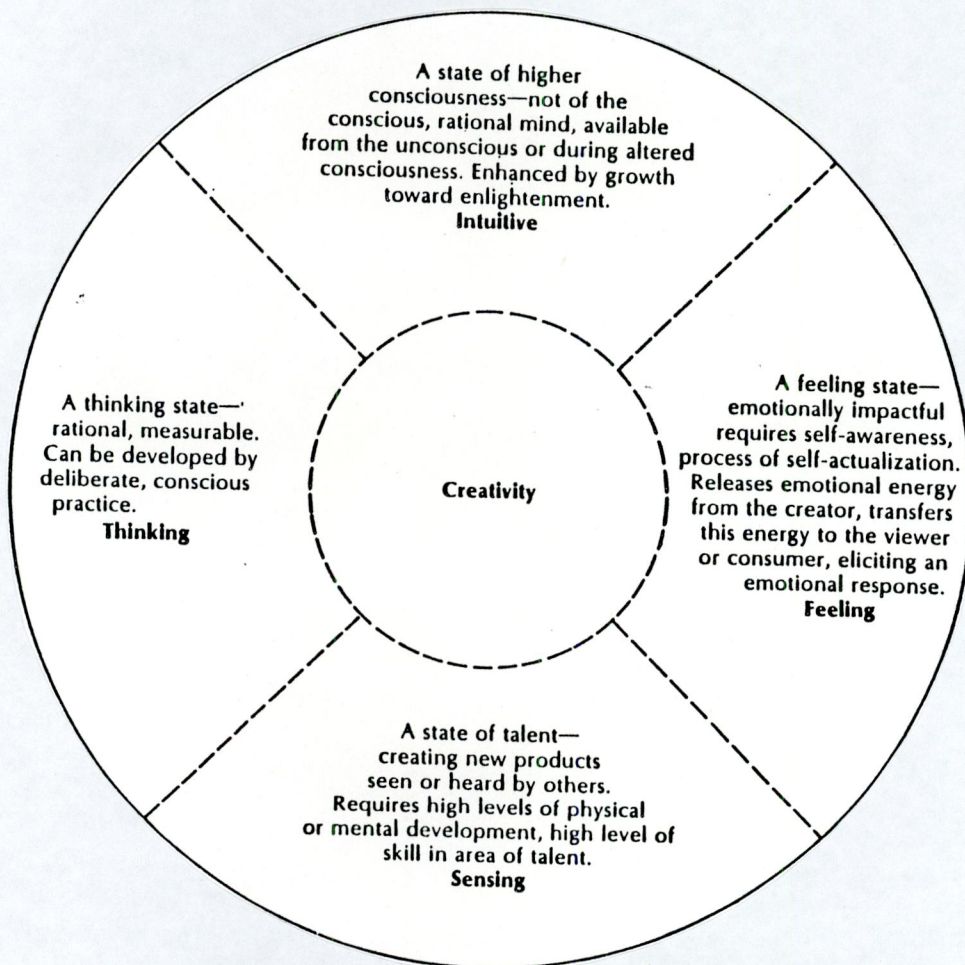 A state of higher
consciousness—not of the
conscious, rational mind, available
from the unconscious or during altered
consciousness. Enhanced by growth
toward enlightenment.
Intuitive
A thinking state—
rational, measurable.
Can be developed by
deliberate, conscious
practice.
Thinking
Creativity
A feeling state—
emotionally impactful
requires self-awareness,
process of self-actualization.
Releases emotional energy
from the creator, transfers
this energy to the viewer
or consumer, eliciting an
emotional response.
Feeling
A state of talent—
creating new products
seen or heard by others.
Requires high levels of physical
or mental development, high level of
skill in area of talent.
Sensing